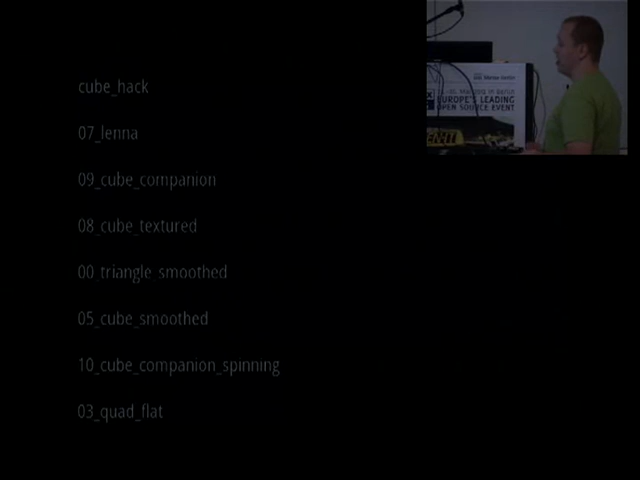 cube_hack
07_lenna
09_cube_companion
08_cube_textured
00_triangle_smoothed
05_cube_smoothed
10_cube_companion_spinning
03_quad_flat
EUROPE'S LEADING
OPEN SOURCE EVENT